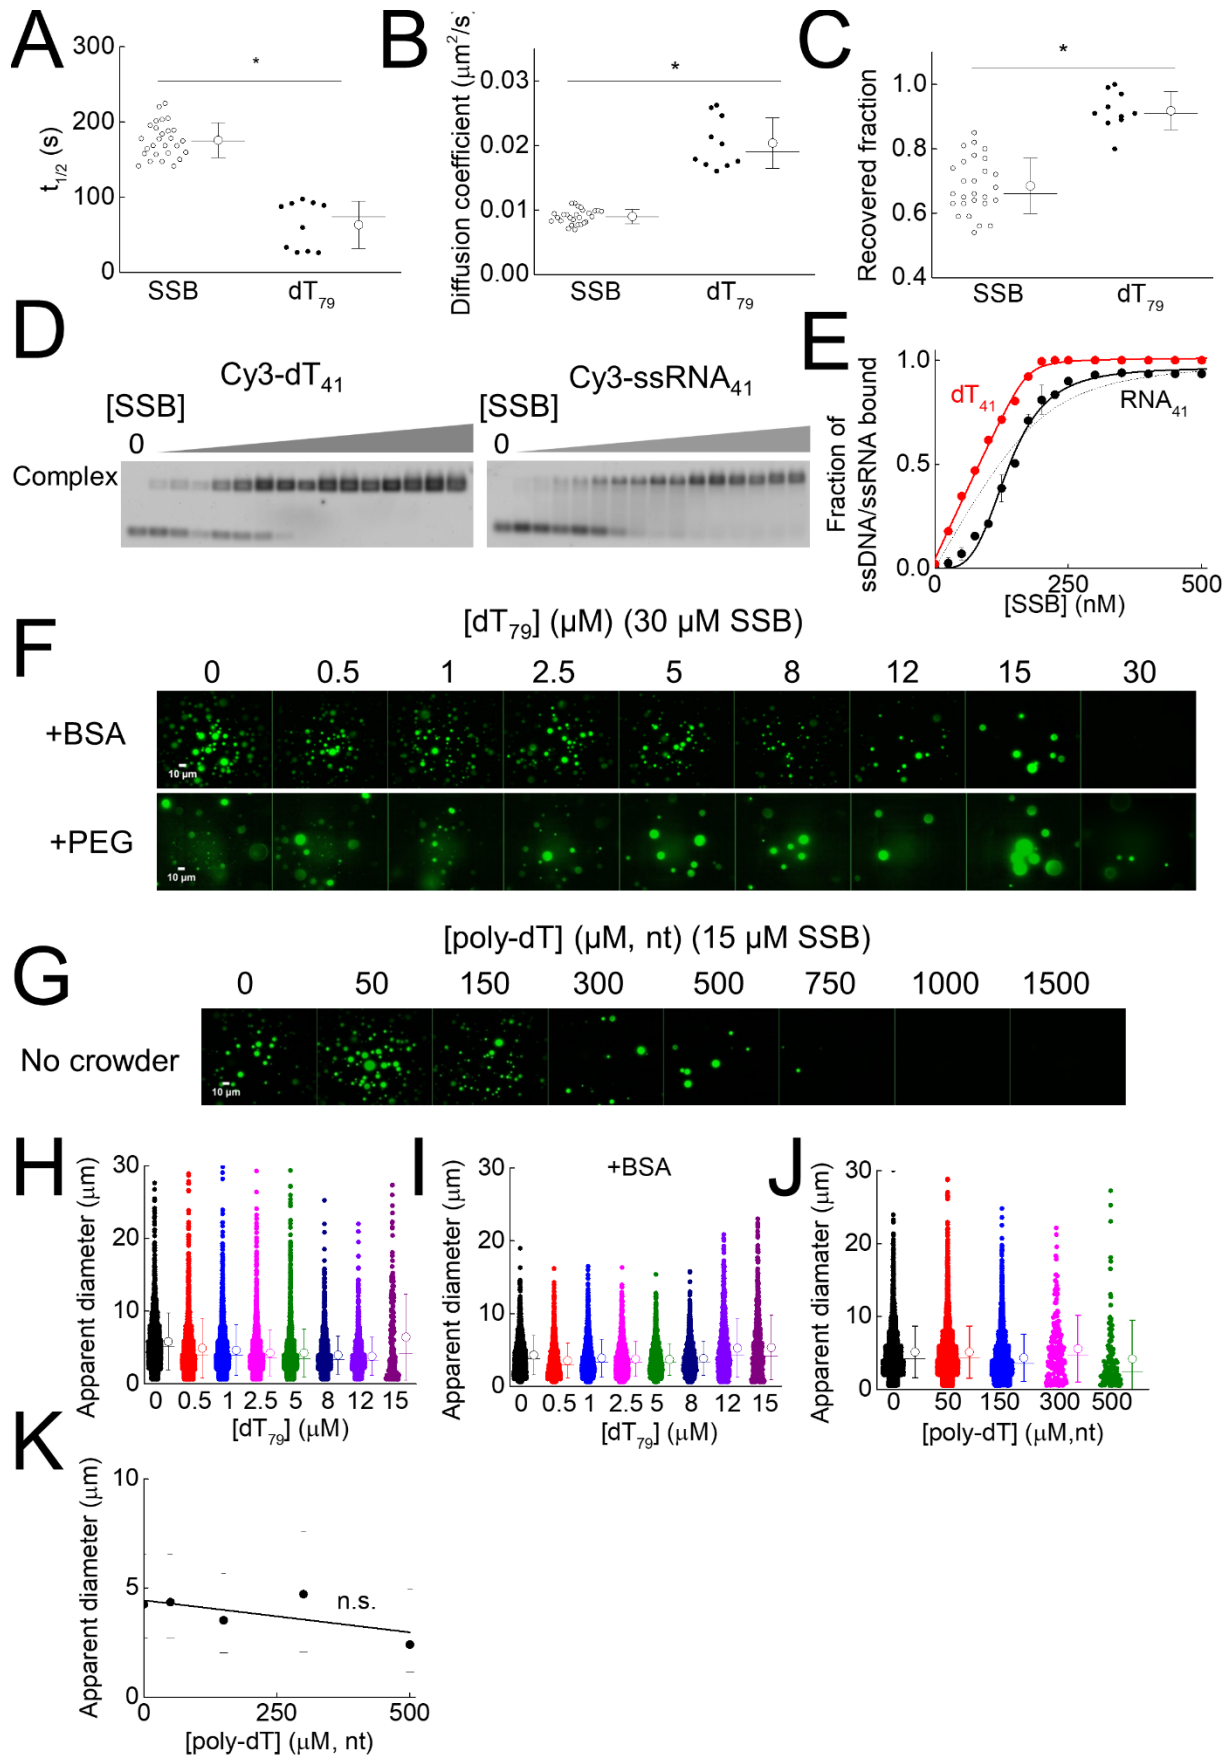 A
t1/2 (s)
300
200
100
0
*
SSB
dT79
B
Diffusion coefficient (μm2/s)
0.03
0.02
0.01
0.00
*
SSB
dT79
C
Recovered fraction
1.0
0.8
0.6
0.4
*
SSB
dT79
D
Cy3-dT41
Cy3-ssRNA41
[SSB]
[SSB]
0
0
Complex
E
Fraction of
ssDNA/ssRNA bound
1.0
0.5
0.0
dT41
RNA41
0
250
500
[SSB] (nM)
F
[dT79] (μM) (30 μM SSB)
0 0.5 1 2.5 5 8 12 15 30
+BSA
10 μm
+PEG
10 μm
G
[poly-dT] (μM, nt) (15 μM SSB)
0 50 150 300 500 750 1000 1500
No crowder
10 μm
H
Apparent diameter (μm)
30
20
10
0
0 0.5 1 2.5 5 8 12 15
[dT79] (μM)
I
+BSA
Apparent diameter (μm)
30
20
10
0
0 0.5 1 2.5 5 8 12 15
[dT79] (μM)
J
Apparent diamater (μm)
30
20
10
0
0 50 150 300 500
[poly-dT] (μM,nt)
K
Apparent diameter (μm)
10
5
0
n.s.
0 250 500
[poly-dT] (μM, nt)